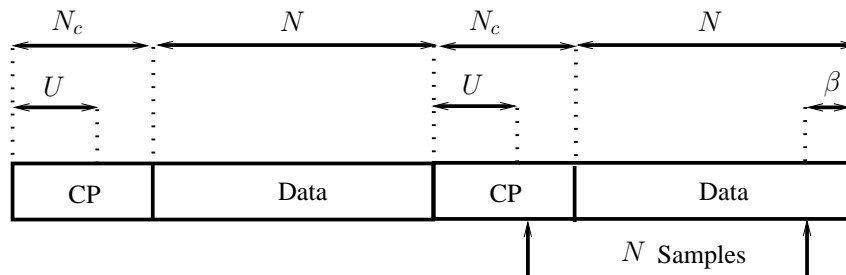 N_c N N_c N
U U β
CP Data CP Data
N Samples